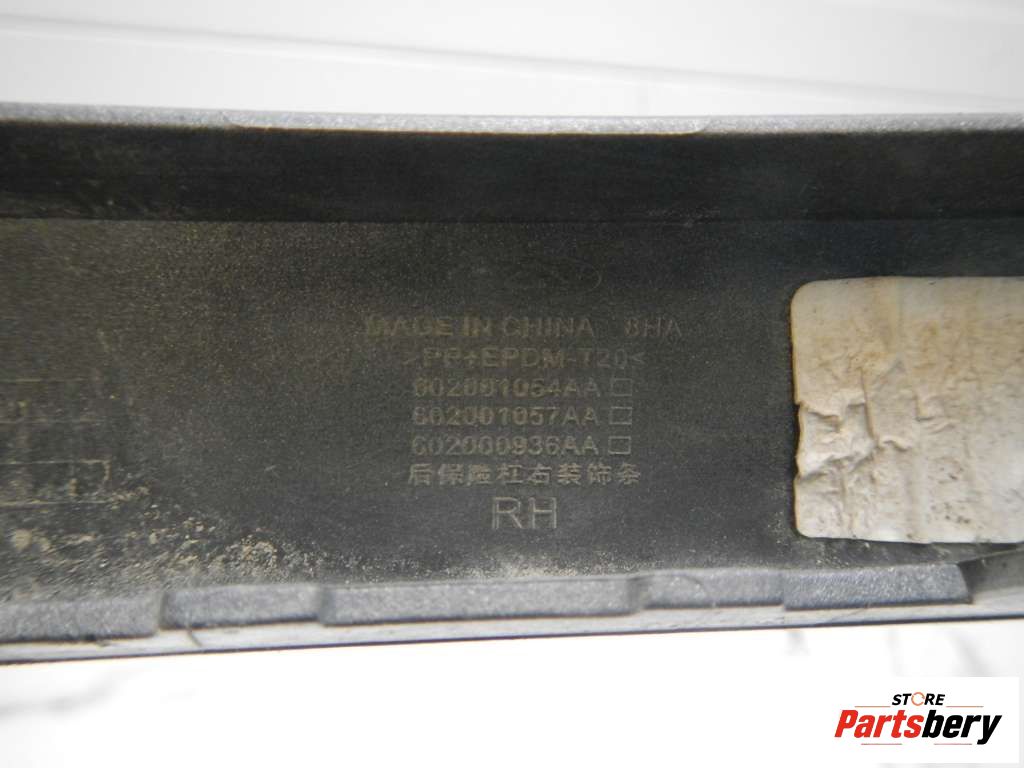 MADE IN CHINA 8HA
>PP+EPDM-T20<
602001064AA□
602001057AA□
602000936AA□
后保险杠右装饰条
RH
STORE
Partsbery